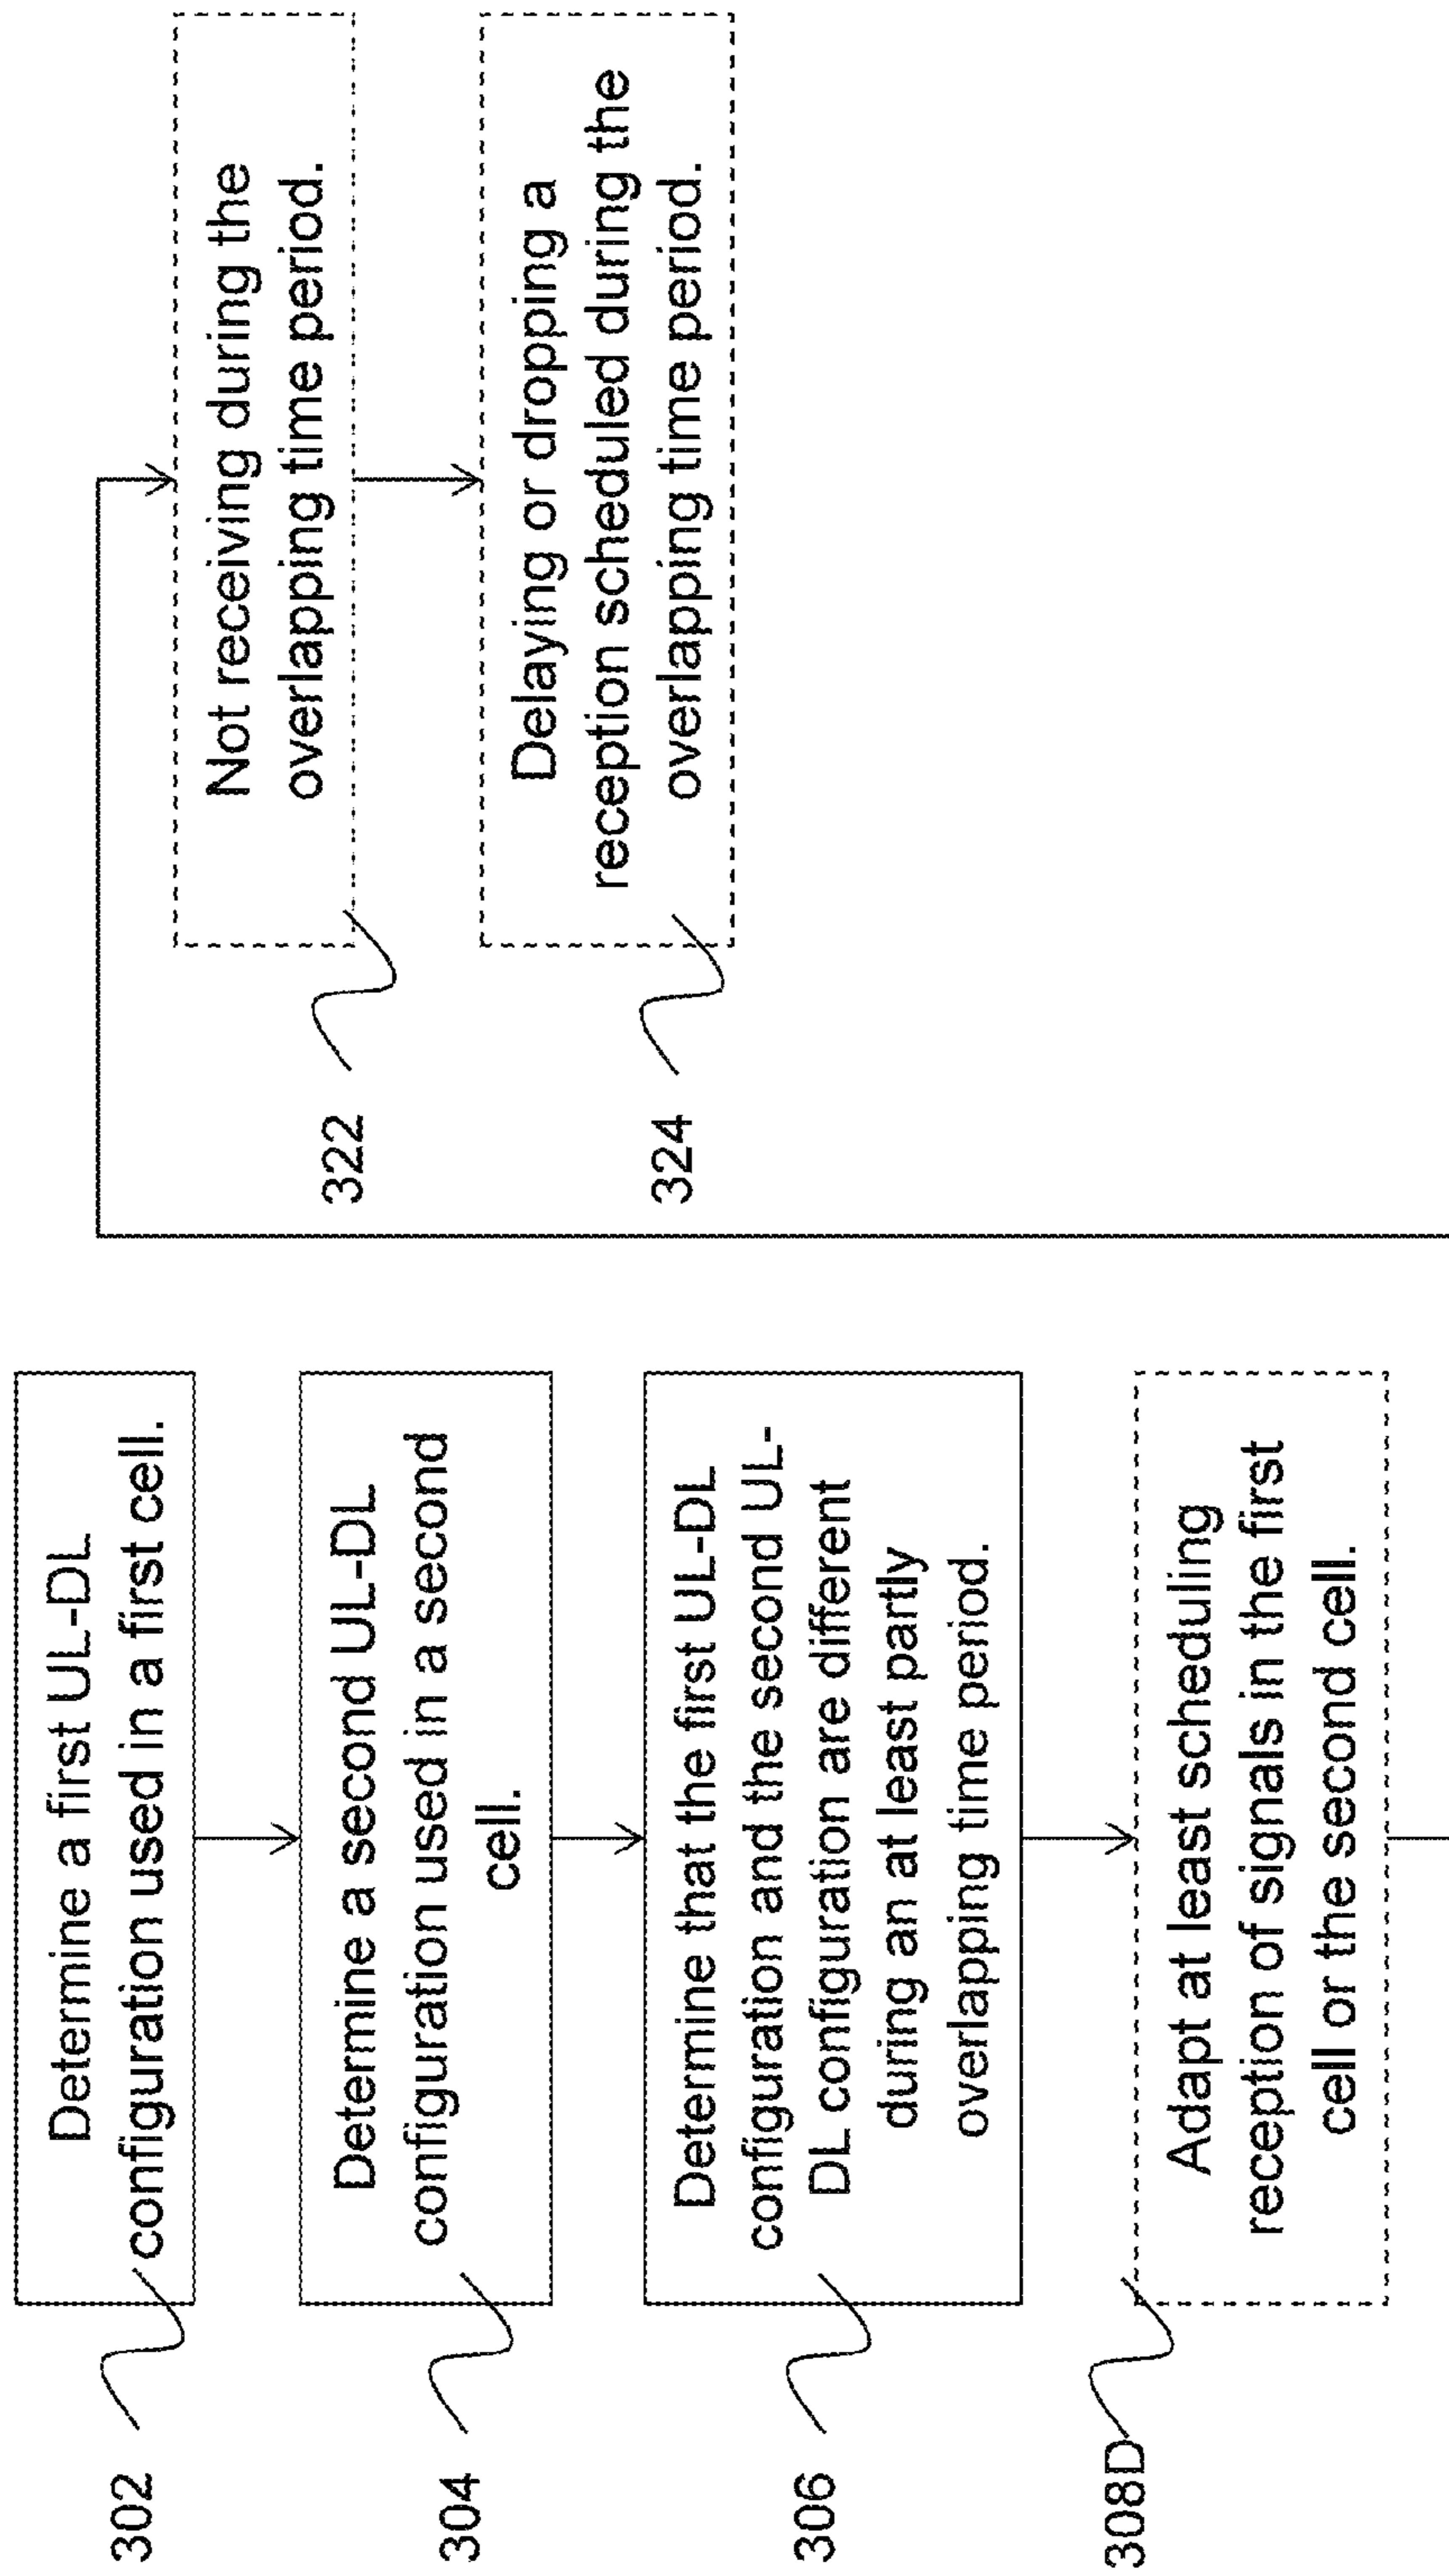 302
Determine a first UL-DL
configuration used in a first cell.
304
Determine a second UL-DL
configuration used in a second
cell.
306
Determine that the first UL-DL
configuration and the second UL-
DL configuration are different
during an at least partly
overlapping time period.
308D
Adapt at least scheduling
reception of signals in the first
cell or the second cell.
322
Not receiving during the
overlapping time period.
324
Delaying or dropping a
reception scheduled during the
overlapping time period.